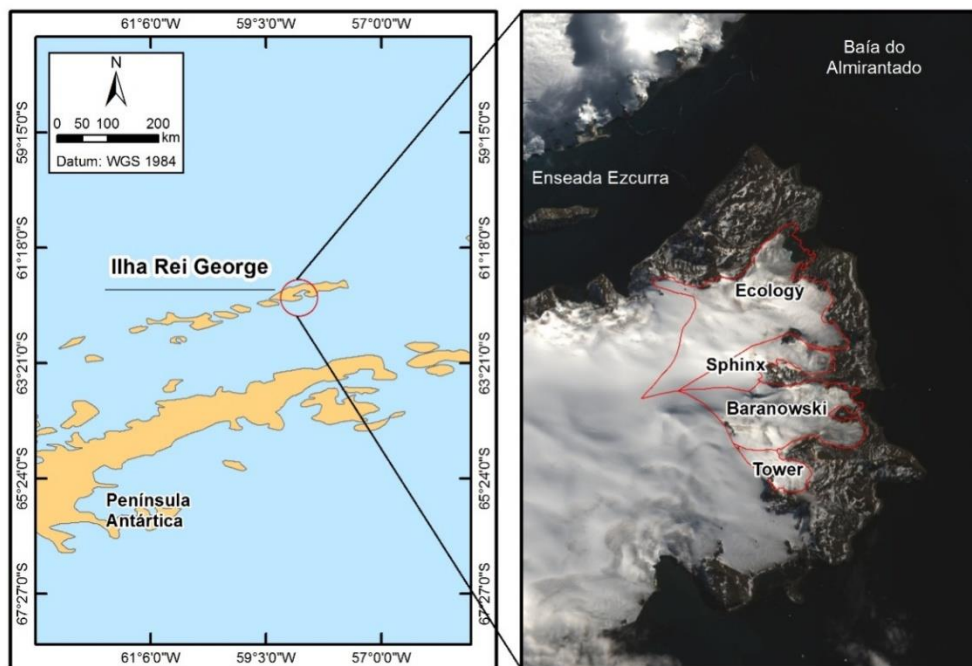 61°6'0"W 59°3'0"W 57°0'0"W
N
0 50 100 200
km
Datum: WGS 1984
59°15'0"S
61°18'0"S
63°21'0"S
65°24'0"S
67°27'0"S
Ilha Rei George
Península
Antártica
59°15'0"S
61°18'0"S
63°21'0"S
65°24'0"S
67°27'0"S
61°6'0"W 59°3'0"W 57°0'0"W
Baía do
Almirantado
Enseada Ezcurra
Ecology
Sphinx
Baranowski
Tower